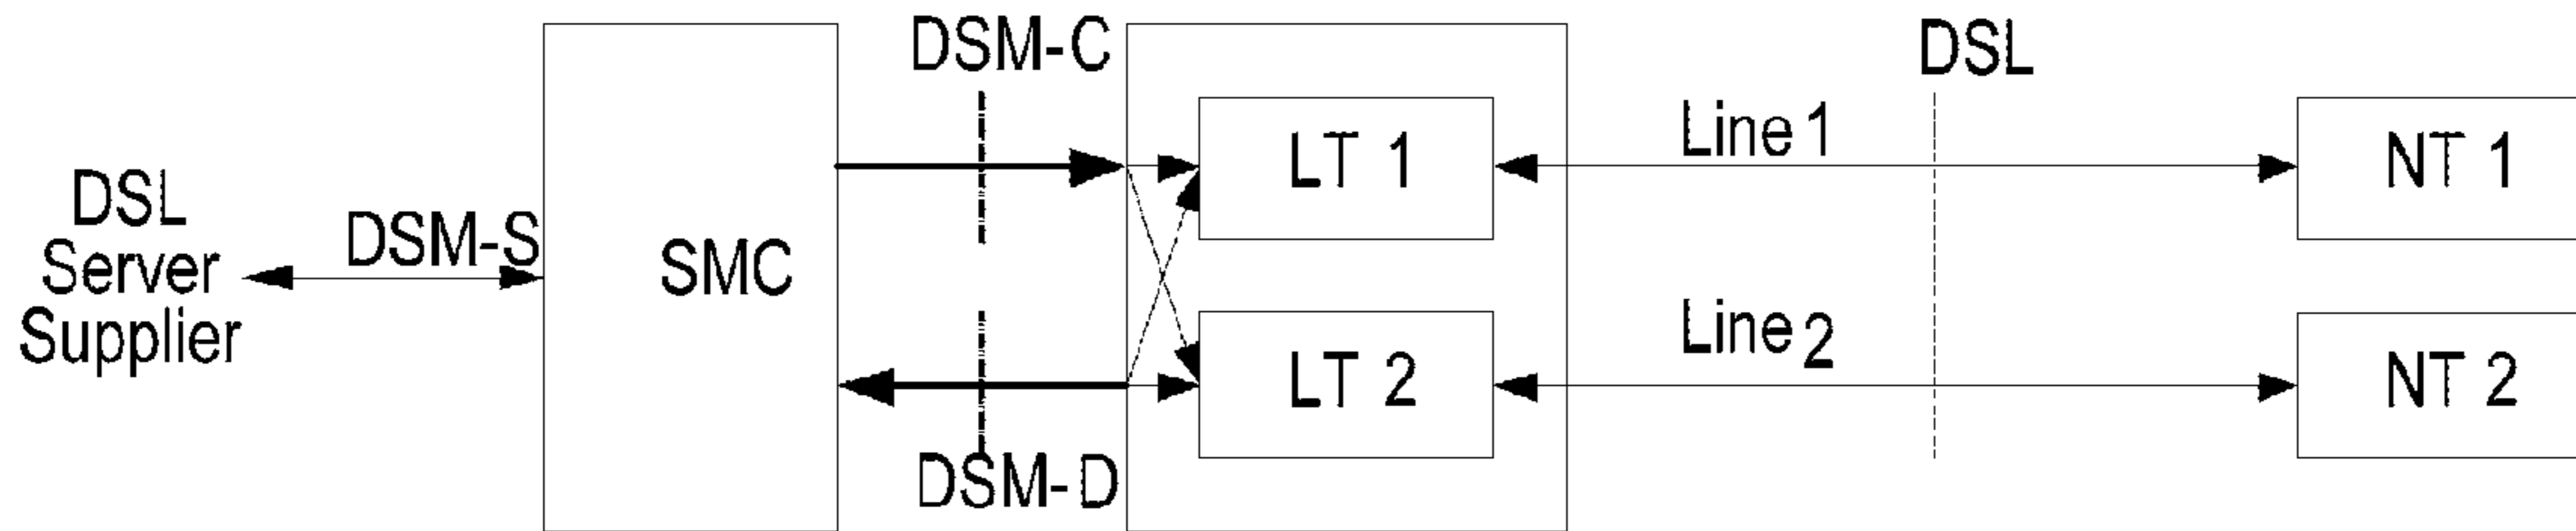 DSL
Server
Supplier
DSM-S
SMC
DSM-C
DSM-D
LT 1
LT 2
Line 1
Line 2
DSL
NT 1
NT 2